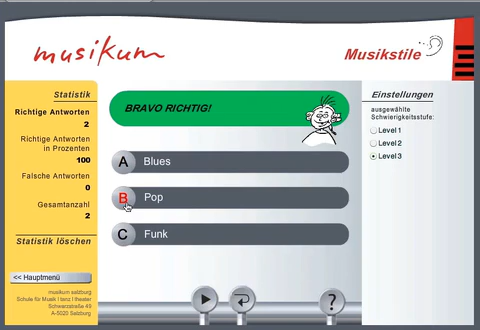 musikum
Musikstile
Statistik
Richtige Antworten
2
Richtige Antworten
in Prozenten
100
Falsche Antworten
0
Gesamtanzahl
2
Statistik löschen
<< Hauptmenü
musikum salzburg
Schule für Musik I tanz I theater
Schwarzstraße 49
A-5020 Salzburg
BRAVO RICHTIG!
A Blues
B Pop
C Funk
?
Einstellungen
ausgewählte
Schwierigkeitsstufe:
Level 1
Level 2
Level 3